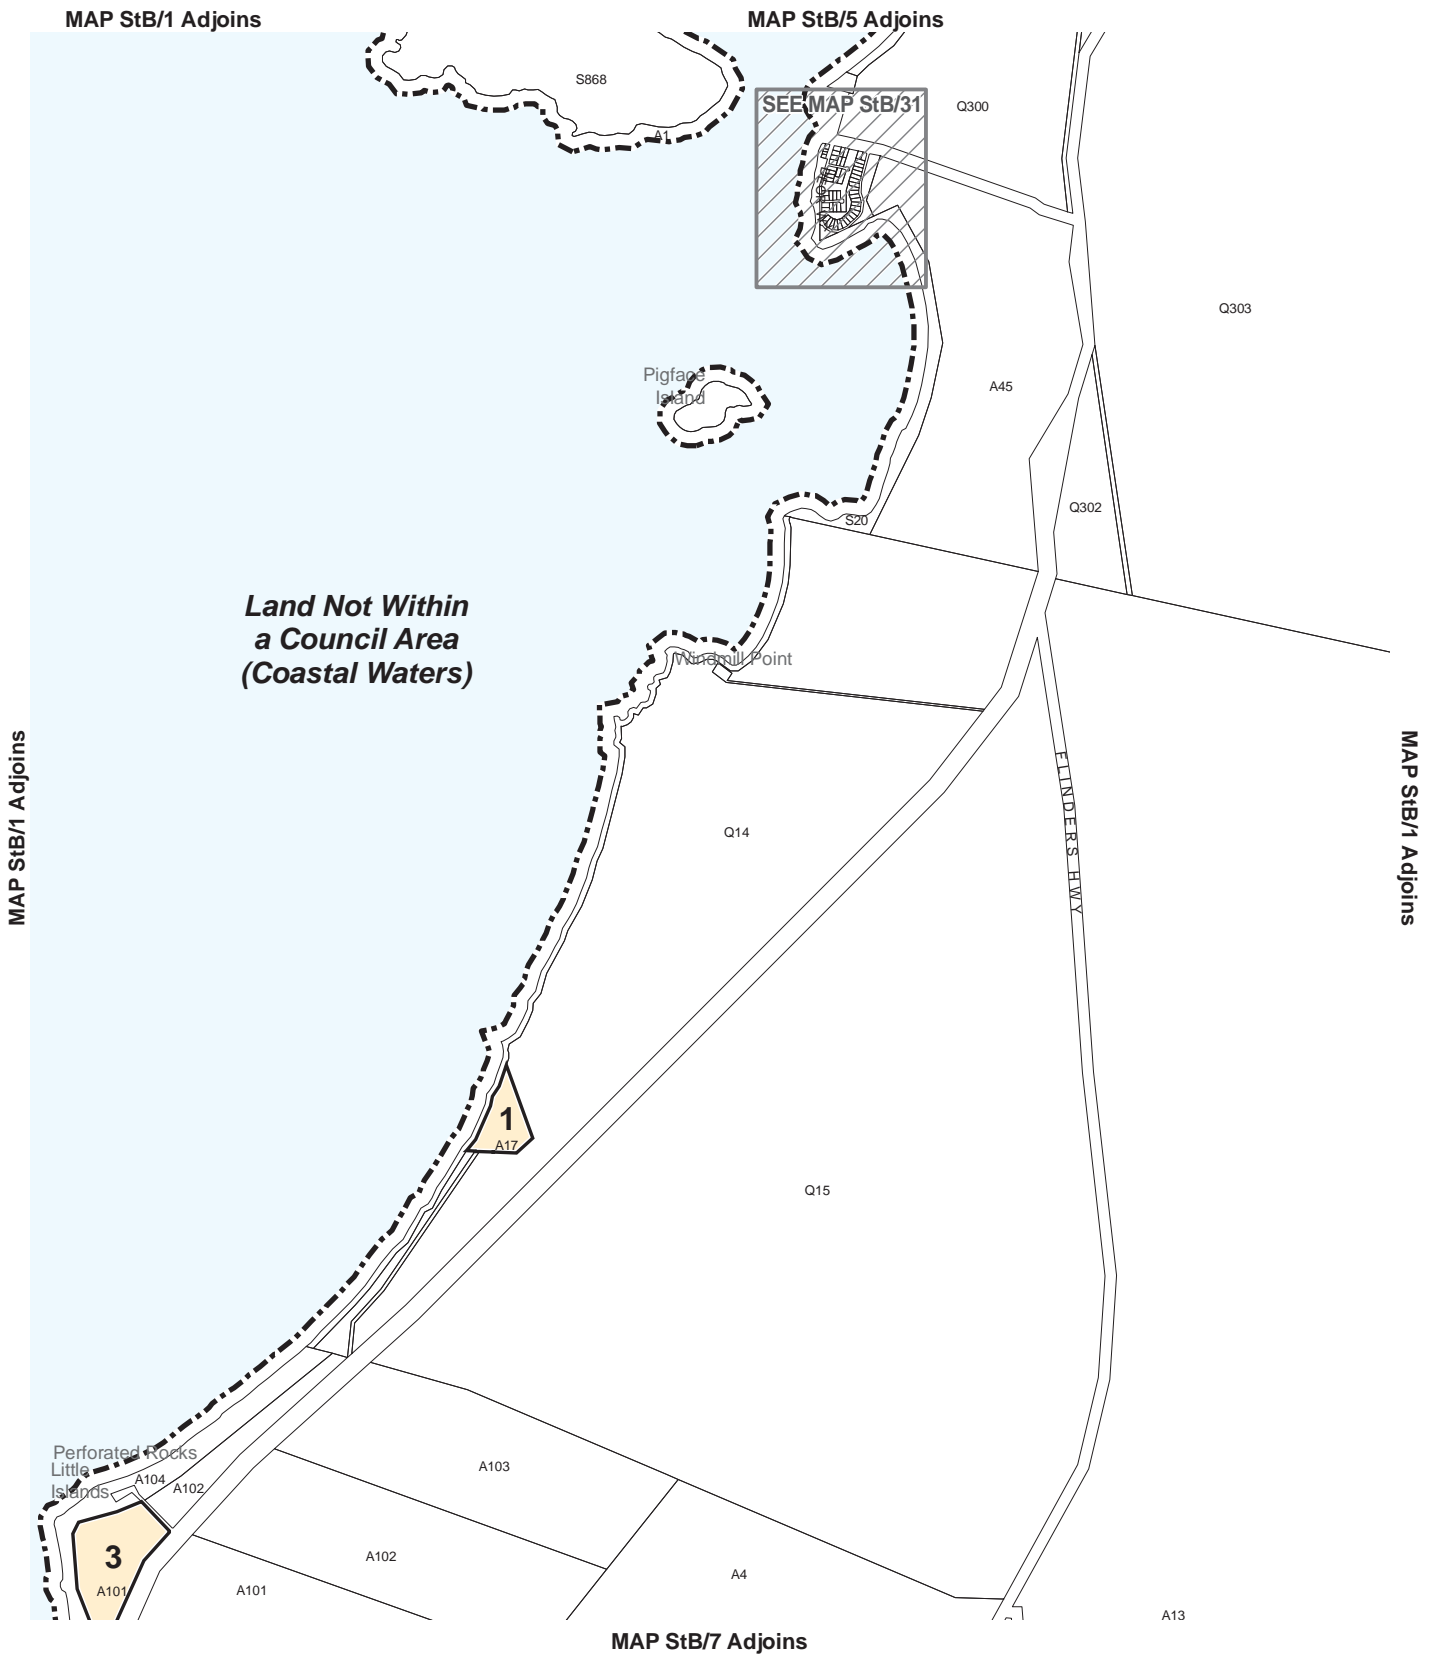 MAP StB/1 Adjoins
MAP StB/5 Adjoins
S868
A1
SEE MAP StB/31
Q300
Q303
Pigface
Island
A45
Q302
S20
Land Not Within
a Council Area
(Coastal Waters)
Windmill Point
MAP StB/1 Adjoins
MAP StB/1 Adjoins
FLINDERS HWY
Q14
1
A17
Q15
Perforated Rocks
Little
Islands
A104
A102
A103
3
A101
A101
A102
A4
A13
MAP StB/7 Adjoins